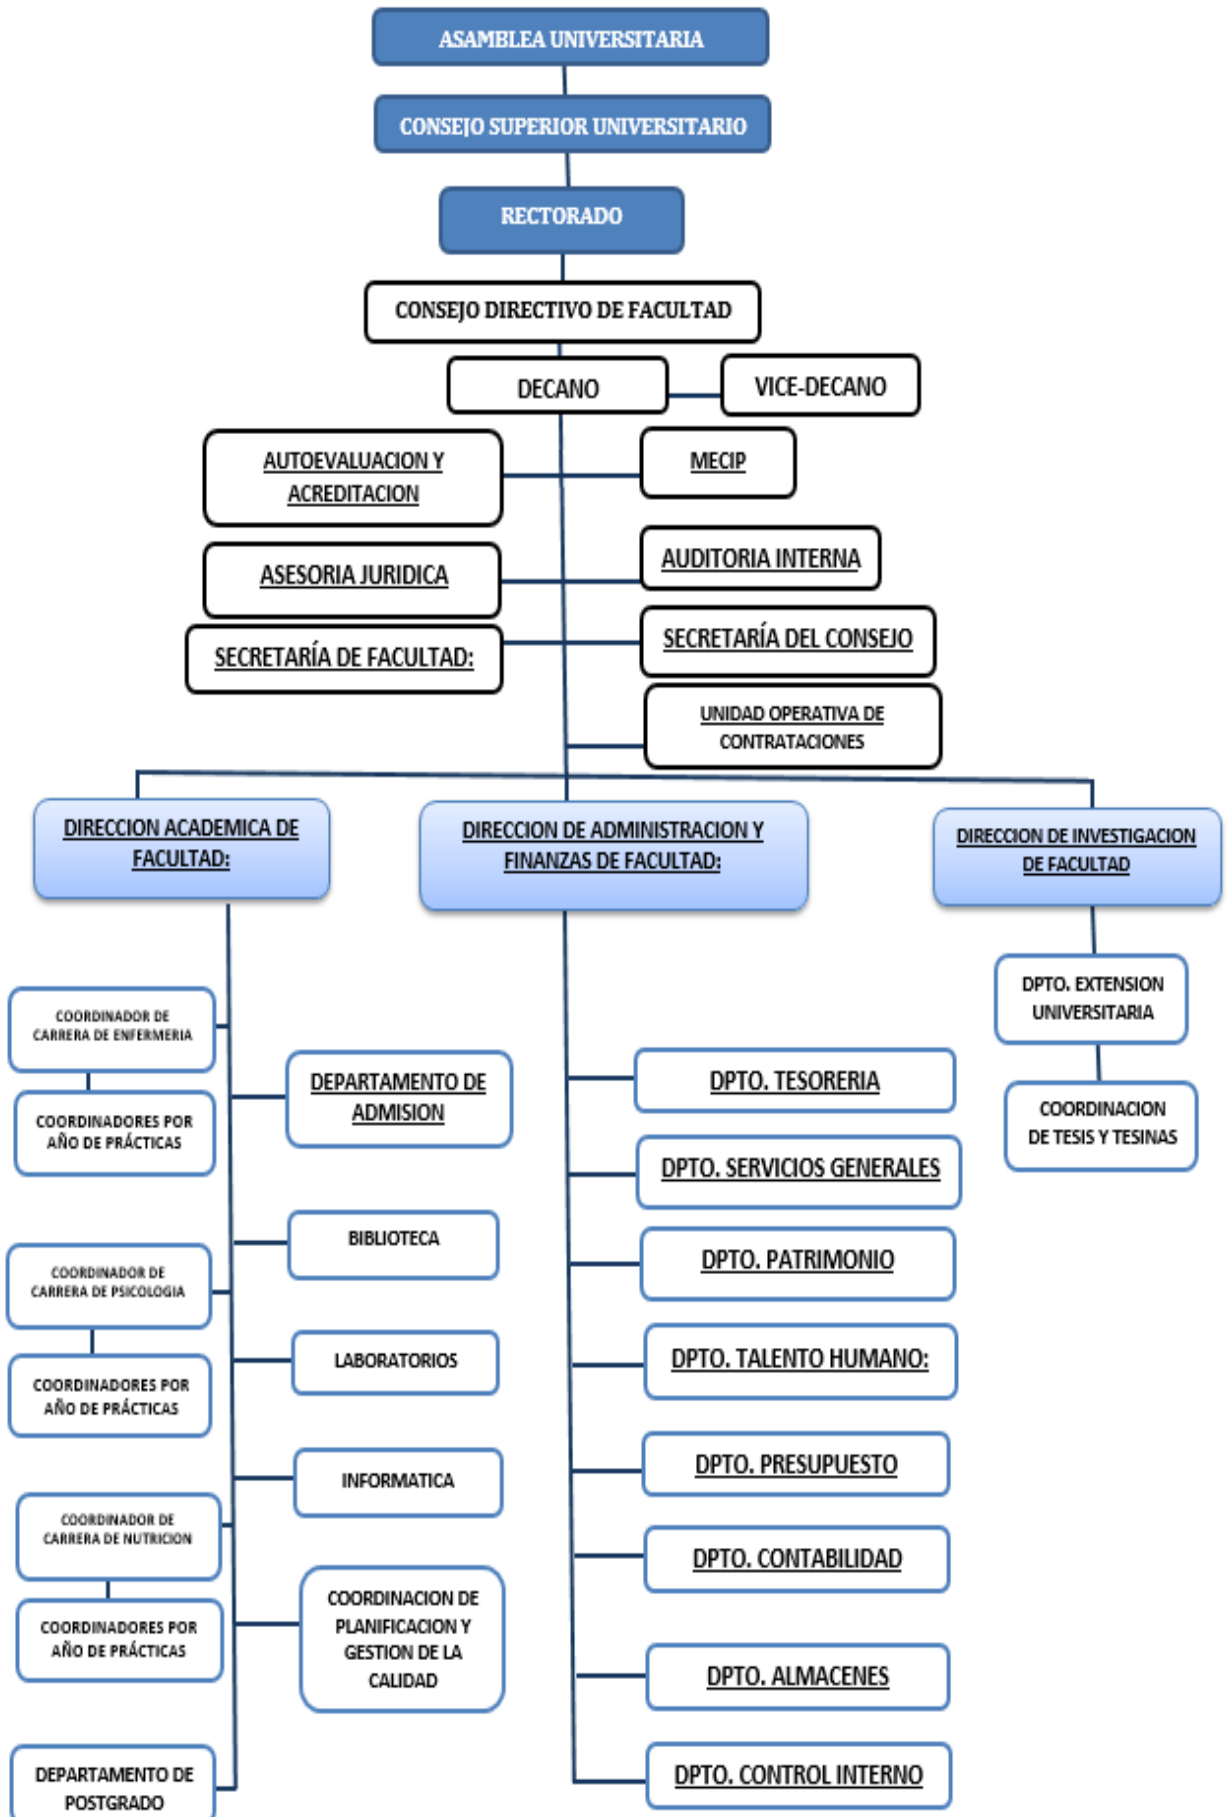 ASAMBLEA UNIVERSITARIA
CONSEJO SUPERIOR UNIVERSITARIO
RECTORADO
CONSEJO DIRECTIVO DE FACULTAD
DECANO
VICE-DECANO
AUTOEVALUACION Y
ACREDITACION
MECIP
ASESORIA JURIDICA
AUDITORIA INTERNA
SECRETARÍA DE FACULTAD:
SECRETARÍA DEL CONSEJO
UNIDAD OPERATIVA DE
CONTRATACIONES
DIRECCION ACADEMICA DE
FACULTAD:
DIRECCION DE ADMINISTRACION Y
FINANZAS DE FACULTAD:
DIRECCION DE INVESTIGACION
DE FACULTAD
COORDINADOR DE
CARRERA DE ENFERMERIA
COORDINADORES POR
AÑO DE PRÁCTICAS
COORDINADOR DE
CARRERA DE PSICOLOGIA
COORDINADORES POR
AÑO DE PRÁCTICAS
COORDINADOR DE
CARRERA DE NUTRICION
COORDINADORES POR
AÑO DE PRÁCTICAS
DEPARTAMENTO DE
POSTGRADO
DEPARTAMENTO DE
ADMISION
BIBLIOTECA
LABORATORIOS
INFORMATICA
COORDINACION DE
PLANIFICACION Y
GESTION DE LA
CALIDAD
DPTO. TESORERIA
DPTO. SERVICIOS GENERALES
DPTO. PATRIMONIO
DPTO. TALENTO HUMANO:
DPTO. PRESUPUESTO
DPTO. CONTABILIDAD
DPTO. ALMACENES
DPTO. CONTROL INTERNO
DPTO. EXTENSION
UNIVERSITARIA
COORDINACION
DE TESIS Y TESINAS